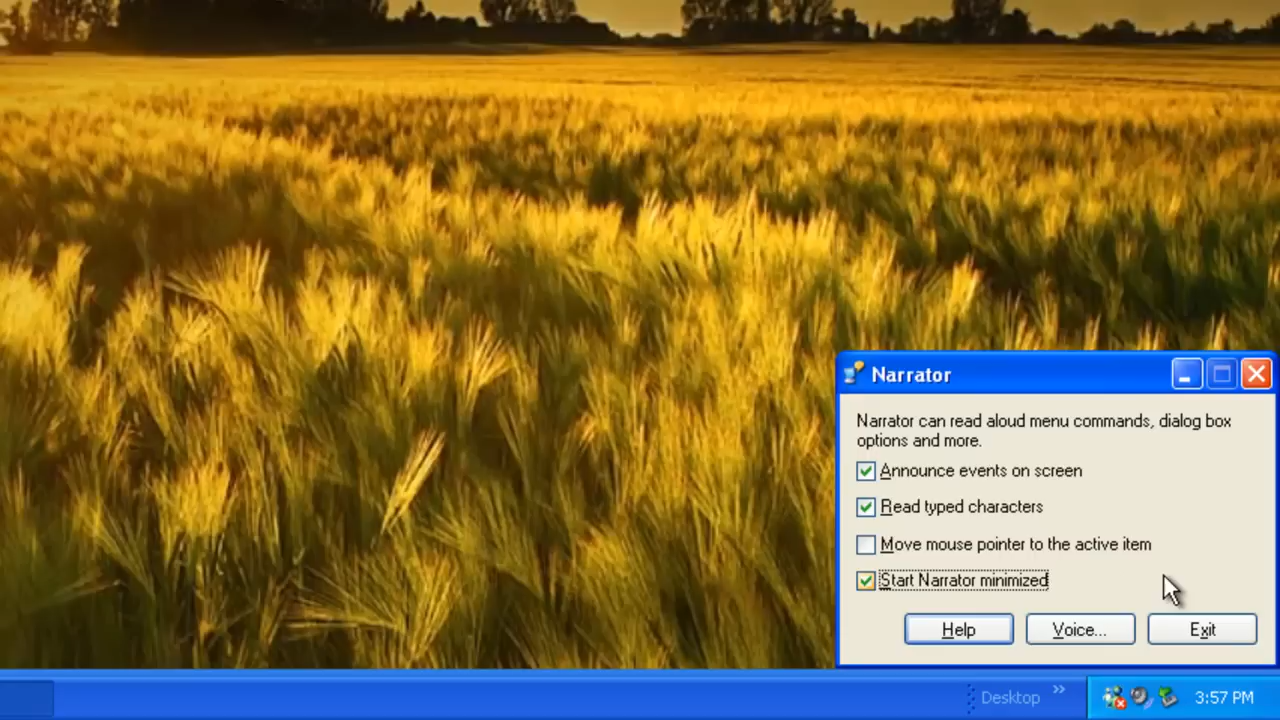 Narrator
Narrator can read aloud menu commands, dialog box
options and more.
Announce events on screen
Read typed characters
Move mouse pointer to the active item
Start Narrator minimized
Help
Voice...
Exit
Desktop »
3:57 PM